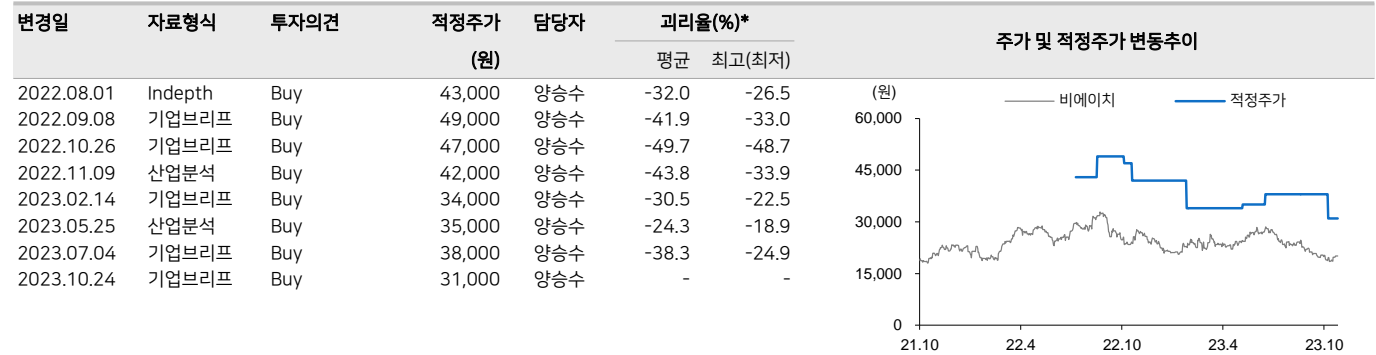 변경일 자료형식 투자의견 적정주가 담당자 괴리율(%)* 주가 및 적정주가 변동추이
(원) 평균 최고(최저)
2022.08.01 Indepth Buy 43,000 양승수 -32.0 -26.5
2022.09.08 기업브리프 Buy 49,000 양승수 -41.9 -33.0
2022.10.26 기업브리프 Buy 47,000 양승수 -49.7 -48.7
2022.11.09 산업분석 Buy 42,000 양승수 -43.8 -33.9
2023.02.14 기업브리프 Buy 34,000 양승수 -30.5 -22.5
2023.05.25 산업분석 Buy 35,000 양승수 -24.3 -18.9
2023.07.04 기업브리프 Buy 38,000 양승수 -38.3 -24.9
2023.10.24 기업브리프 Buy 31,000 양승수 - -
(원) 비에이치 적정주가
60,000
45,000
30,000
15,000
0
21.10 22.4 22.10 23.4 23.10